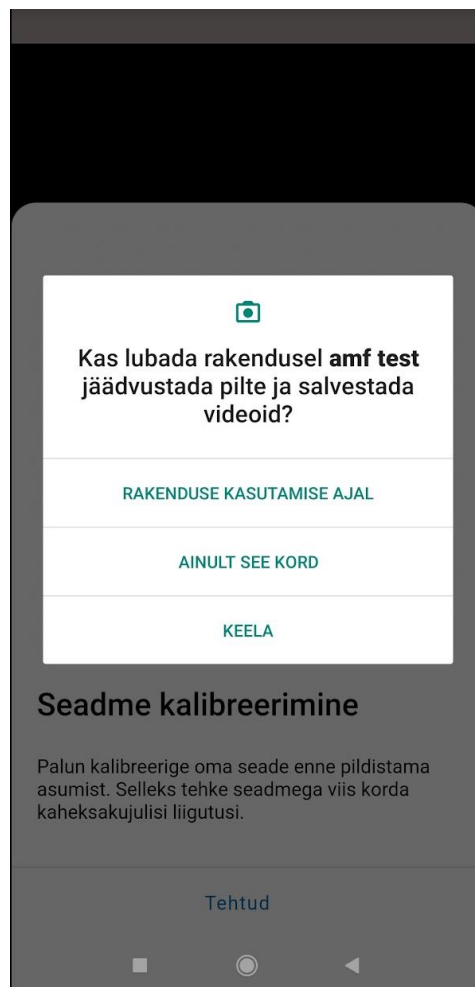 Kas lubada rakendusel amf test
jäädvustada pilte ja salvestada
videoid?
RAKENDUSE KASUTAMISE AJAL
AINULT SEE KORD
KEELA
Seadme kalibreerimine
Palun kalibreerige oma seade enne pildistama
asumist. Selleks tehke seadmega viis korda
kaheksakujulisi liigutusi.
Tehtud